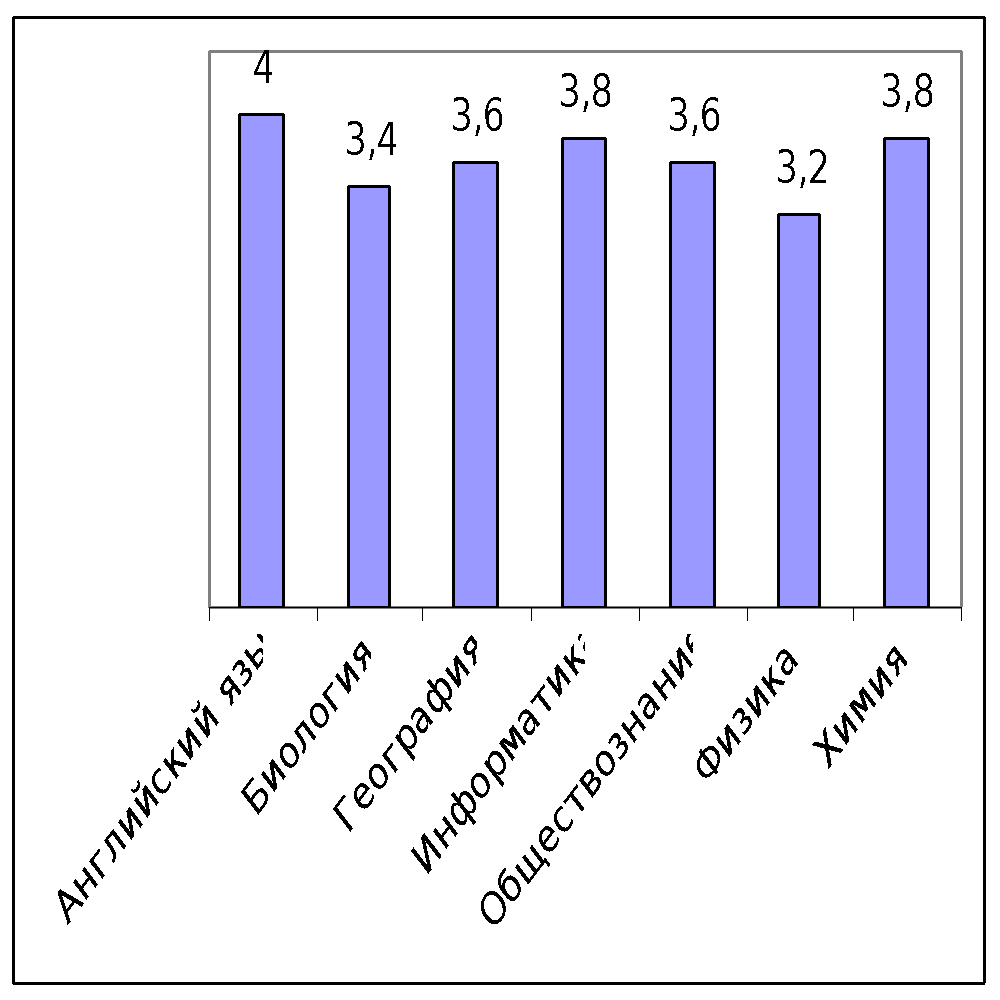 4
3,4
3,6
3,8
3,6
3,2
3,8
Английский
Биология
География
Информатика
Обществознание
Физика
Химия